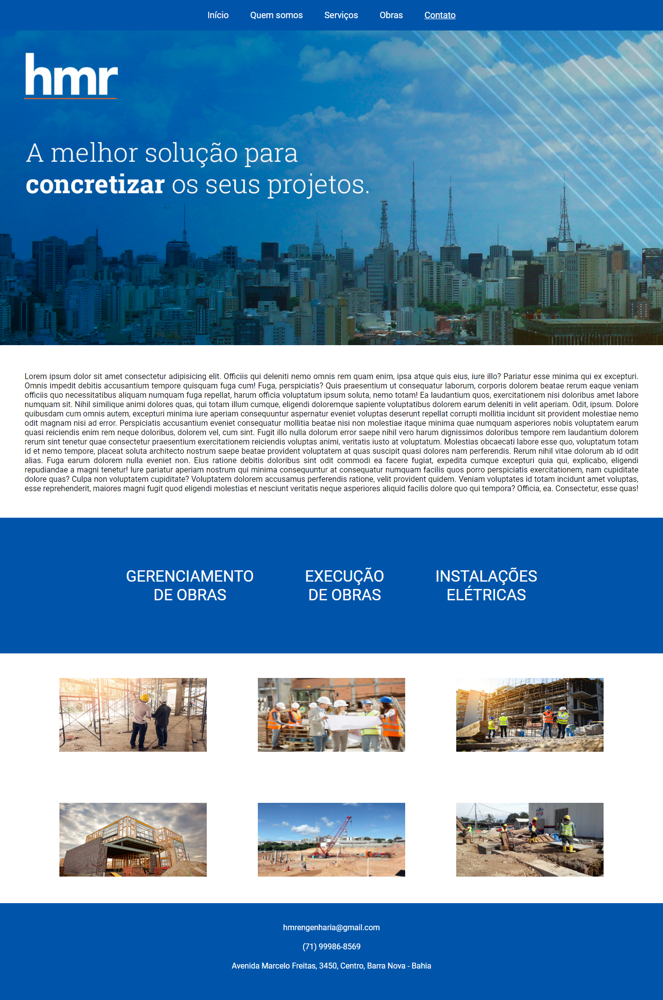 Início Quem somos Serviços Obras Contato
hmr
A melhor solução para
concretizar os seus projetos.
Lorem ipsum dolor sit amet consectetur adipisicing elit. Officiis qui deleniti nemo omnis rem quam enim, ipsa atque quis eius, iure illo? Pariatur esse minima qui ex excepturi.
Omnis impedit debitis accusantium tempore quisquam fuga cum! Fuga, perspiciatis? Quis praesentium ut consequatur laborum, corporis dolorem beatae rerum eaque veniam
officiis quo necessitatibus aliquam numquam fuga repellat, harum officia voluptatum ipsum soluta, nemo totam! Ea laudantium quos, exercitationem nisi doloribus amet labore
numquam sit. Nihil similique animi dolores quas, qui totam illum cumque, eligendi doloremque sapiente voluptatibus dolorem earum deleniti in velit aperiam. Odit, ipsum. Dolore
quibusdam cum omnis autem, excepturi minima iure aperiam consequuntur aspernatur eveniet voluptas deserunt repellat corrupti mollitia incidunt sit provident molestiae nemo
odit magnam nisi ad error. Perspiciatis accusantium eveniet consequatur mollitia beatae nisi non molestiae itaque minima quae numquam asperiores nobis voluptatem earum
quasi reiciendis enim rem neque doloribus, dolorem vel, cum sint. Fugit illo nulla dolorum error saepe nihil vero harum dignissimos doloribus tempore rem laudantium dolorem
rerum sint tenetur quae consectetur praesentium exercitationem reiciendis voluptas animi, veritatis iusto at voluptatum. Molestias obcaecati labore esse quo, voluptatum totam
id et nemo tempore, placeat soluta architecto nostrum saepe beatae provident voluptatem at quas suscipit quasi dolores nam perferendis. Rerum nihil vitae dolorum ab id odit
alias. Fuga earum dolorem nulla eveniet non. Eius ratione debitis doloribus sint odit commodi ea facere fugiat, expedita cumque excepturi quia qui, explicabo, eligendi
repudiandae a magni tenetur! Iure pariatur aperiam nostrum qui minima consequuntur at consequatur numquam facilis quos porro perspiciatis exercitationem, nam cupiditate
dolore quas? Culpa non voluptatem cupiditate? Voluptatem dolorem accusamus perferendis ratione, velit provident quidem. Veniam voluptates id totam incidunt amet voluptas,
esse reprehenderit, maiores magni fugit quod eligendi molestias et nesciunt veritatis neque asperiores aliquid facilis dolore quo qui tempora? Officia, ea. Consectetur, esse quas!
GERENCIAMENTO
DE OBRAS
EXECUÇÃO
DE OBRAS
INSTALAÇÕES
ELÉTRICAS
hmrengenharia@gmail.com
(71) 99986-8569
Avenida Marcelo Freitas, 3450, Centro, Barra Nova - Bahia